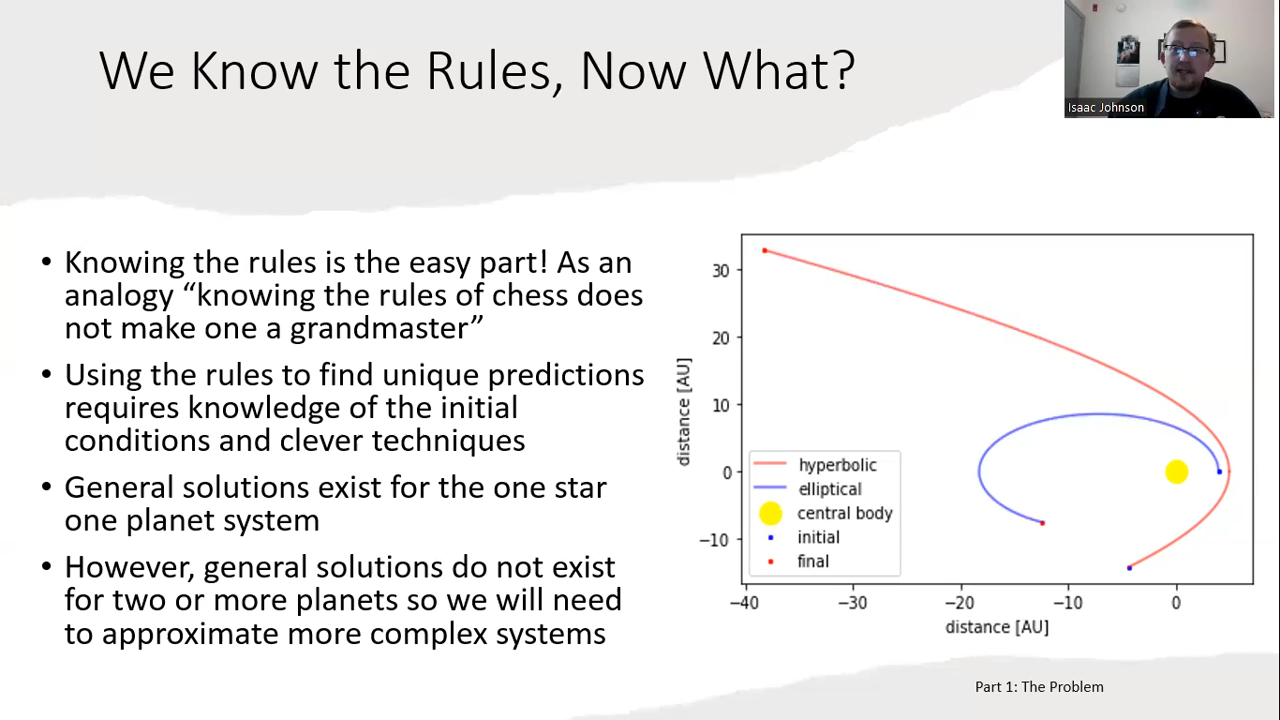 We Know the Rules, Now What?
Isaac Johnson
• Knowing the rules is the easy part! As an
analogy “knowing the rules of chess does
not make one a grandmaster”
• Using the rules to find unique predictions
requires knowledge of the initial
conditions and clever techniques
• General solutions exist for the one star
one planet system
• However, general solutions do not exist
for two or more planets so we will need
to approximate more complex systems
distance [AU]
30
20
10
0
−10
hyperbolic
elliptical
central body
initial
final
−40 −30 −20 −10 0
distance [AU]
Part 1: The Problem